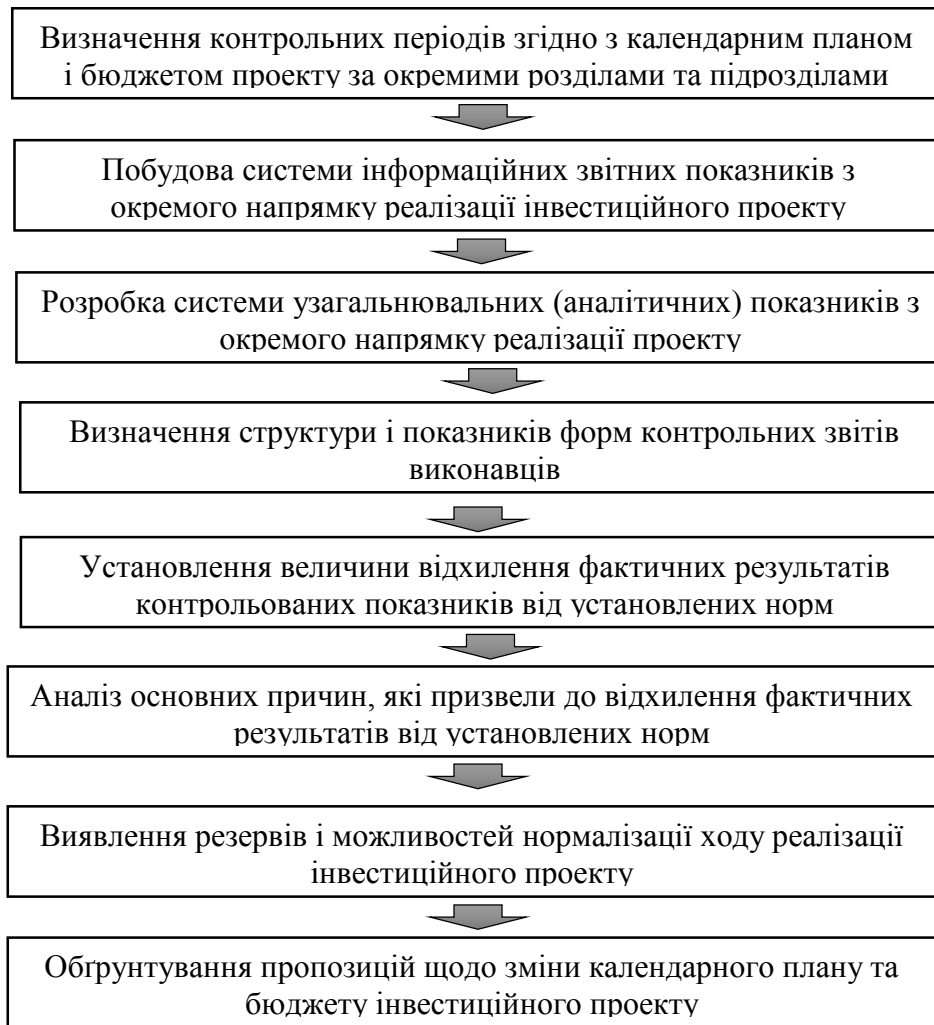 Визначення контрольних періодів згідно з календарним планом
і бюджетом проекту за окремими розділами та підрозділами
Побудова системи інформаційних звітних показників з
окремого напрямку реалізації інвестиційного проекту
Розробка системи узагальнювальних (аналітичних) показників з
окремого напрямку реалізації проекту
Визначення структури і показників форм контрольних звітів
виконавців
Установлення величини відхилення фактичних результатів
контрольованих показників від установлених норм
Аналіз основних причин, які призвели до відхилення фактичних
результатів від установлених норм
Виявлення резервів і можливостей нормалізації ходу реалізації
інвестиційного проекту
Обґрунтування пропозицій щодо зміни календарного плану та
бюджету інвестиційного проекту